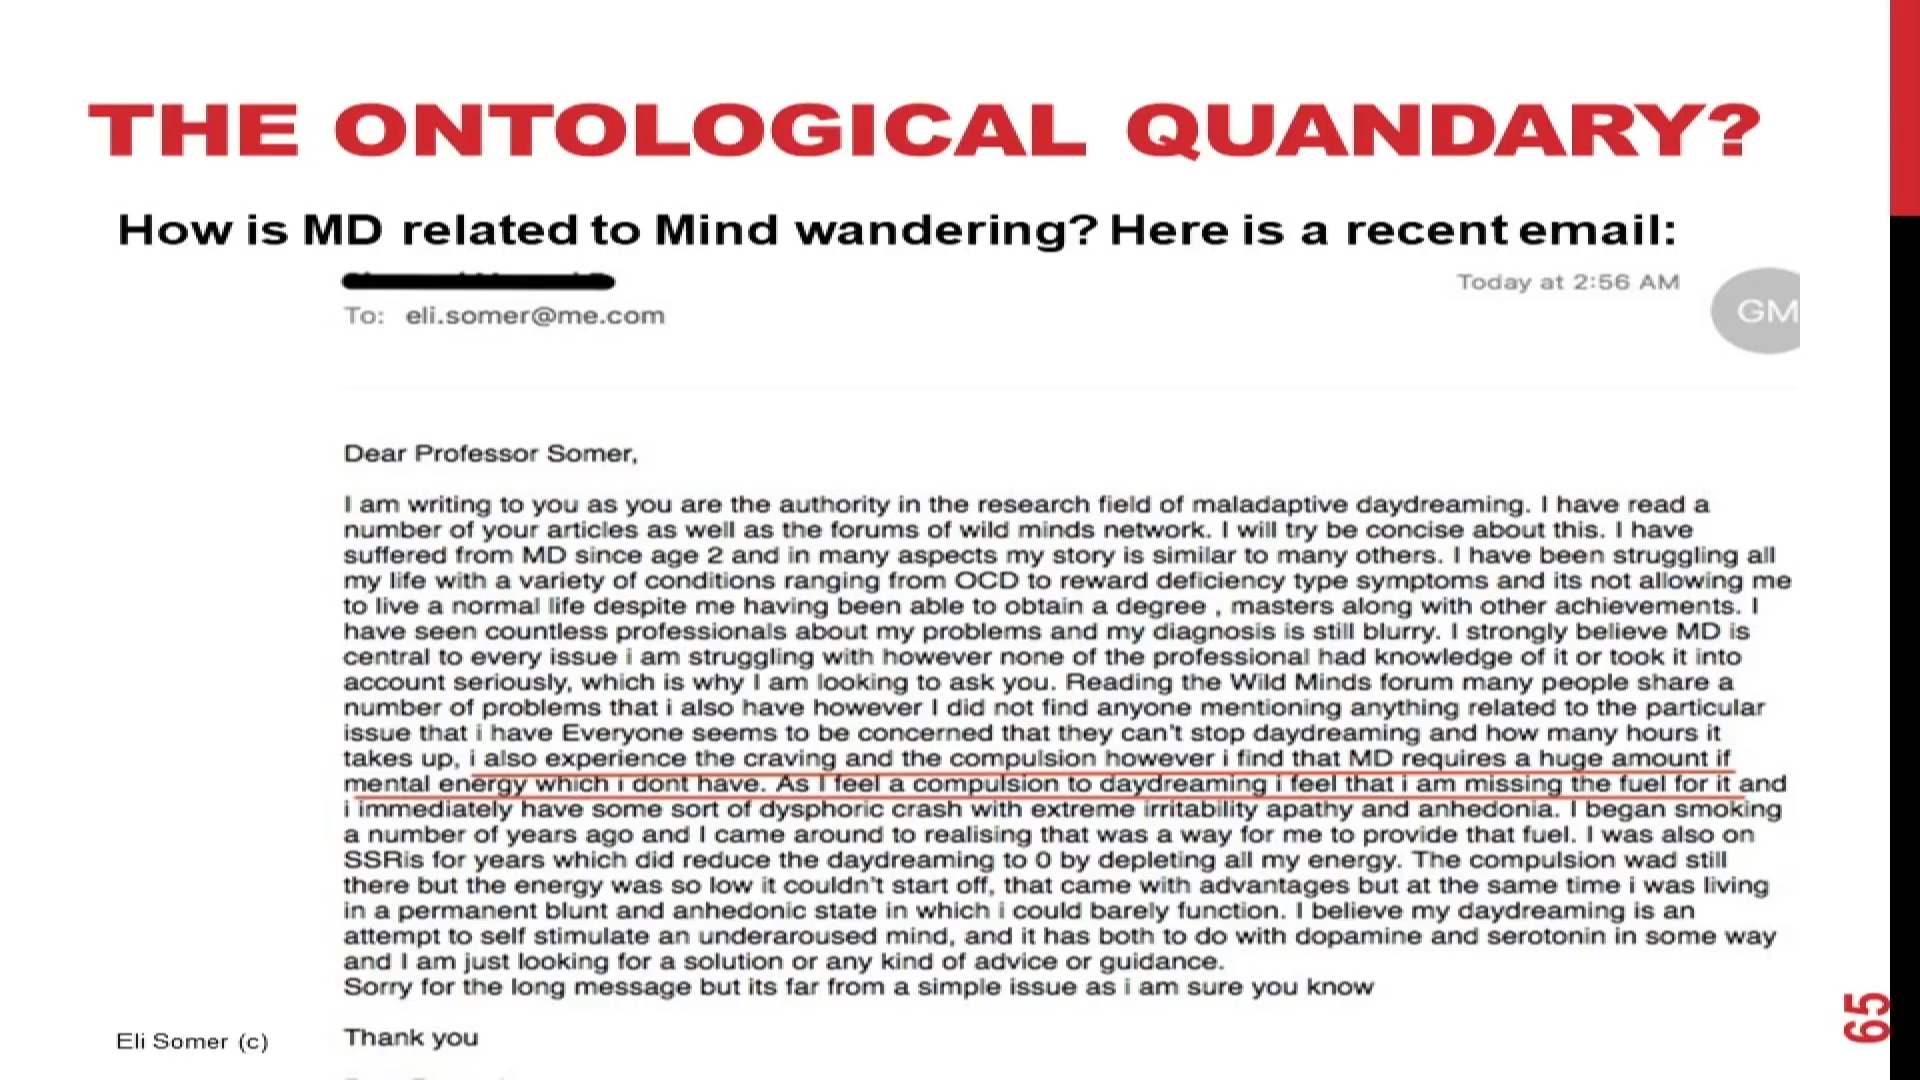 THE ONTOLOGICAL QUANDARY?
How is MD related to Mind wandering? Here is a recent email:
Today at 2:56 AM
To: eli.somer@me.com
GM
Dear Professor Somer,
I am writing to you as you are the authority in the research field of maladaptive daydreaming. I have read a
number of your articles as well as the forums of wild minds network. I will try be concise about this. I have
suffered from MD since age 2 and in many aspects my story is similar to many others. I have been struggling all
my life with a variety of conditions ranging from OCD to reward deficiency type symptoms and its not allowing me
to live a normal life despite me having been able to obtain a degree , masters along with other achievements. I
have seen countless professionals about my problems and my diagnosis is still blurry. I strongly believe MD is
central to every issue i am struggling with however none of the professional had knowledge of it or took it into
account seriously, which is why I am looking to ask you. Reading the Wild Minds forum many people share a
number of problems that i also have however I did not find anyone mentioning anything related to the particular
issue that i have Everyone seems to be concerned that they can't stop daydreaming and how many hours it
takes up, i also experience the craving and the compulsion however i find that MD requires a huge amount if
mental energy which i dont have. As I feel a compulsion to daydreaming i feel that i am missing the fuel for it and
i immediately have some sort of dysphoric crash with extreme irritability apathy and anhedonia. I began smoking
a number of years ago and I came around to realising that was a way for me to provide that fuel. I was also on
SSRis for years which did reduce the daydreaming to 0 by depleting all my energy. The compulsion wad still
there but the energy was so low it couldn't start off, that came with advantages but at the same time i was living
in a permanent blunt and anhedonic state in which i could barely function. I believe my daydreaming is an
attempt to self stimulate an underaroused mind, and it has both to do with dopamine and serotonin in some way
and I am just looking for a solution or any kind of advice or guidance.
Sorry for the long message but its far from a simple issue as i am sure you know
Thank you
Eli Somer (c)
65